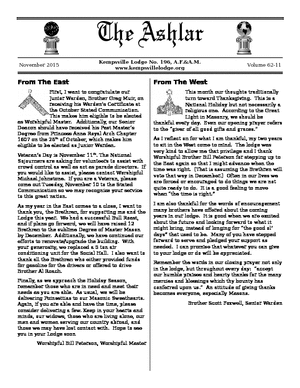 The Ashlar
Kempsville Lodge No. 196, A.F.&A.M.
November 2015
www.kempsvillelodge.org
Volume 62-11
From The East
First, I want to congratulate our
Junior Warden, Brother Greg Muir, on
receiving his Warden's Certificate at
the October Stated Communication.
This makes him eligible to be elected
as Worshipful Master. Additionally, our Senior
Deacon should have received his Past Master's
Degree from Princess Anne Royal Arch Chapter
160? on the 28th of October, which makes him
eligible to be elected as Junior Warden.
Veteran's Day is November 11th. The National
Sojourners are asking for volunteers to assist with
crowd control as well as act as parade directors. If
you would like to assist, please contact Worshipful
Michael Johnstone. If you are a Veteran, please
come out Tuesday, November 10 to the Stated
Communication so we may recognize your service
to this great nation.
As my year in the East comes to a close, I want to
thank you, the Brethren, for supporting me and the
Lodge this year. We had a successful Bull Roast,
and if plans go forward, we will have raised 12
Brethren to the sublime Degree of Master Mason
by December. Additionally, we have continued our
efforts to renovate/upgrade the building. With
your generosity, we replaced a 5 ton air
conditioning unit for the Social Hall. I also want to
thank all the Brethren who either provided funds
for gasoline for the drivers or offered to drive
Brother Al Roach.
Finally, as we approach the Holiday Season,
remember those who are in need and meet their
needs as you are able. As usual, we will be
delivering Poinsettias to our Masonic Sweethearts.
Again, if you are able and have the time, please
consider delivering a few. Keep in your hearts and
minds, our widows, those who are living alone, our
men and women serving our country abroad, and
those we may have lost contact with. Hope to see
you in your Lodge soon.
Worshipful Bill Peterson, Worshipful Master
From The West
This month our thoughts traditionally
turn toward Thanksgiving. This is a
National Holiday but not necessarily a
religious one. According to the Great
Light in Masonry, we should be
thankful every day. Even our opening prayer refers
to the "giver of all good gifts and graces."
As I reflect on for what I am thankful, my two years
to sit in the West come to mind. The lodge was
very kind to allow me that privilege and I thank
Worshipful Brother Bill Peterson for stepping up to
the East again so that I might advance when the
time was right. (That is assuming the Brethren will
vote that way in December.) Often in our lives we
are forced or encouraged to do things we are not
quite ready to do. It is a good feeling to move
when "the time is right."
I am also thankful for the words of encouragement
many brothers have offered about the coming
years in our lodge. It is good when we are excited
about the future and looking forward to what it
might bring, instead of longing for "the good ol'
days" that used to be. Many of you have stepped
forward to serve and pledged your support as
needed. I can promise that whatever you can give
to your lodge or do will be appreciated.
Remember the words in our closing prayer not only
in the lodge, but throughout every day: "accept
our humble praises and hearty thanks for the many
mercies and blessings which thy bounty has
conferred upon us." An attitude of giving thanks
becomes everyone, especially Masons.
Brother Scott Farwell, Senior Warden